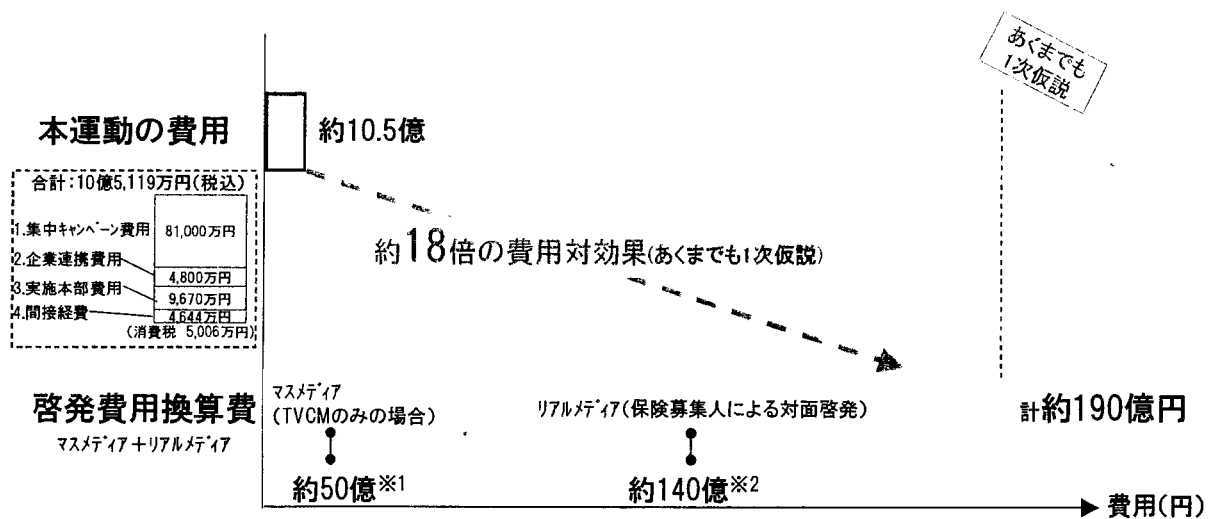 あくまでも
1次仮説
本運動の費用
約10.5億
合計:10億5,119万円(税込)
1.集中キャンペーン費用 81,000万円
2.企業連携費用 4,800万円
3.実施本部費用 9,670万円
4.間接経費 4,644万円
(消費税 5,006万円)
約18倍の費用対効果(あくまでも1次仮説)
啓発費用換算費
マスメディア+リアルメディア
マスメディア
(TVCMのみの場合)
約50億※1
リアルメディア(保険募集人による対面啓発)
約140億※2
計約190億円
費用(円)